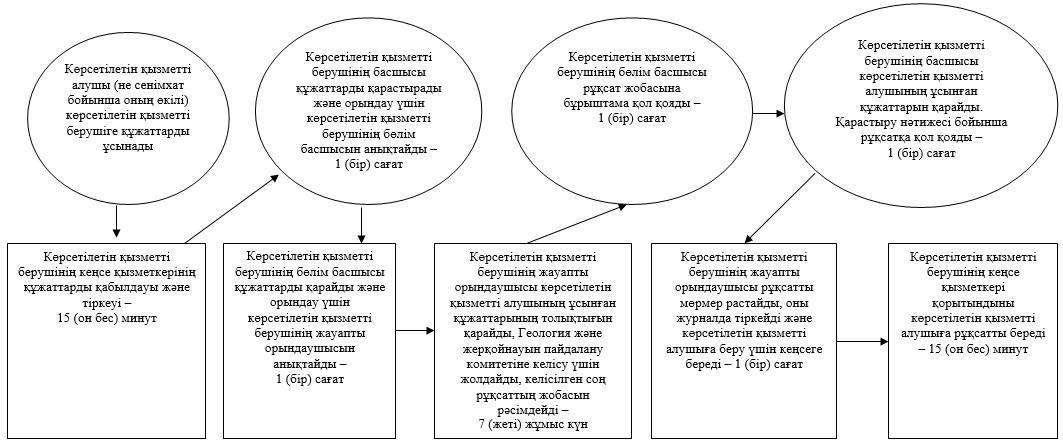 Көрсетілетін қызметті
алушы (не сенімхат
бойынша оның өкілі)
көрсетілетін қызметті
берушіге құжаттарды
ұсынады
Көрсетілетін қызметті
берушінің кеңсе қызметкерінің
құжаттарды қабылдауы және
тіркеуі –
15 (он бес) минут
Көрсетілетін қызметті
берушінің басшысы
құжаттарды қарастырады
және орындау үшін
көрсетілетін қызметті
берушінің бөлім
басшысын анықтайды –
1 (бір) сағат
Көрсетілетін қызметті
берушінің бөлім басшысы
құжаттарды қарайды және
орындау үшін
көрсетілетін қызметті
берушінің жауапты
орындаушысын
анықтайды –
1 (бір) сағат
Көрсетілетін қызметті
берушінің жауапты
орындаушысы көрсетілетін
қызметті алушының ұсынған
құжаттарының толықтығын
қарайды, Геология және
жерқойнауын пайдалану
комитетіне келісу үшін
жолдайды, келісілген соң
рұқсаттың жобасын
рәсімдейді –
7 (жеті) жұмыс күн
Көрсетілетін қызметті
берушінің бөлім басшысы
рұқсат жобасына
бұрыштама қол қояды –
1 (бір) сағат
Көрсетілетін қызметті
берушінің басшысы
көрсетілетін қызметті
алушының ұсынған
құжаттарын қарайды.
Қарастыру нәтижесі бойынша
рұқсатқа қол қояды –
1 (бір) сағат
Көрсетілетін қызметті
берушінің жауапты
орындаушысы рұқсатты
мөрмер растайды, оны
журналда тіркейді және
көрсетілетін қызметті
алушыға беру үшін кеңсеге
береді – 1 (бір) сағат
Көрсетілетін қызметті
берушінің кеңсе
қызметкері
қорытындыны
көрсетілетін қызметті
алушыға рұқсатты береді
– 15 (он бес) минут